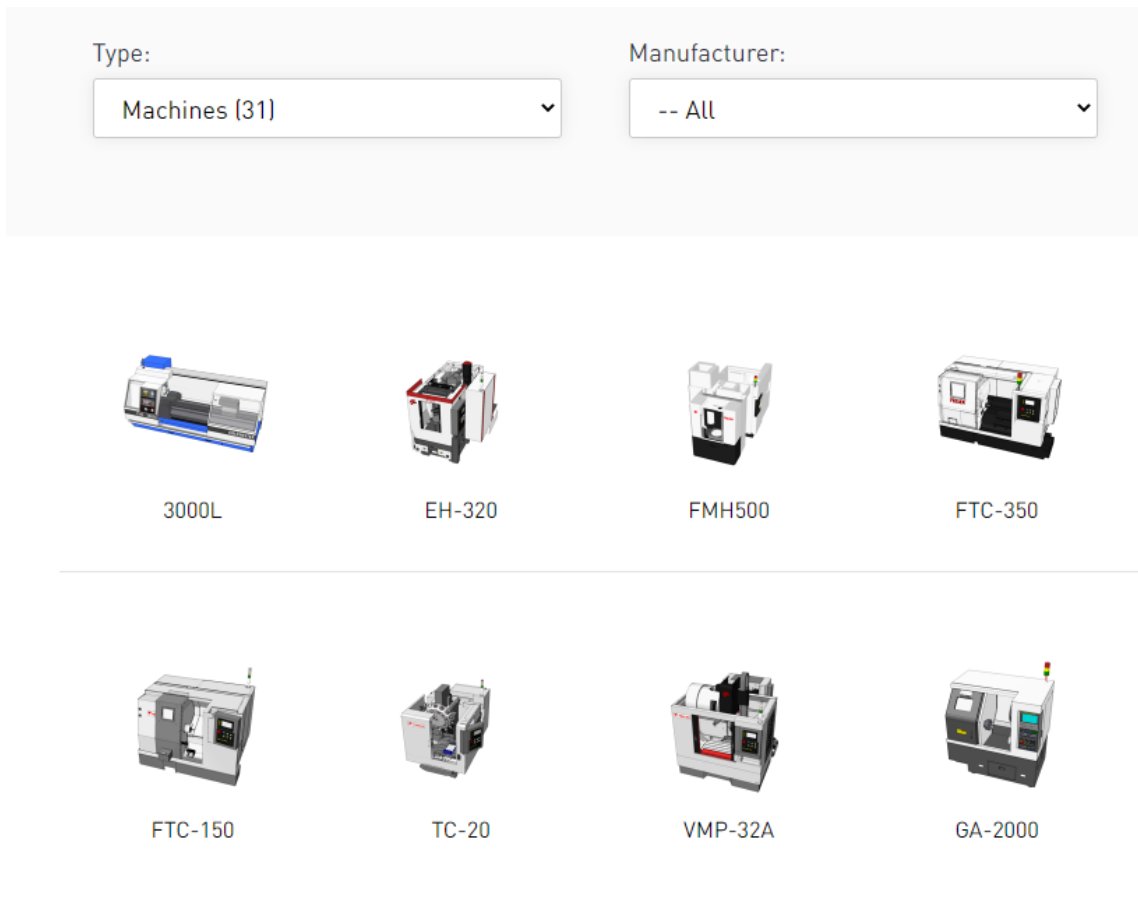 Type:
Manufacturer:
Machines (31)
-- All
3000L
EH-320
FMH500
FTC-350
FTC-150
TC-20
VMP-32A
GA-2000